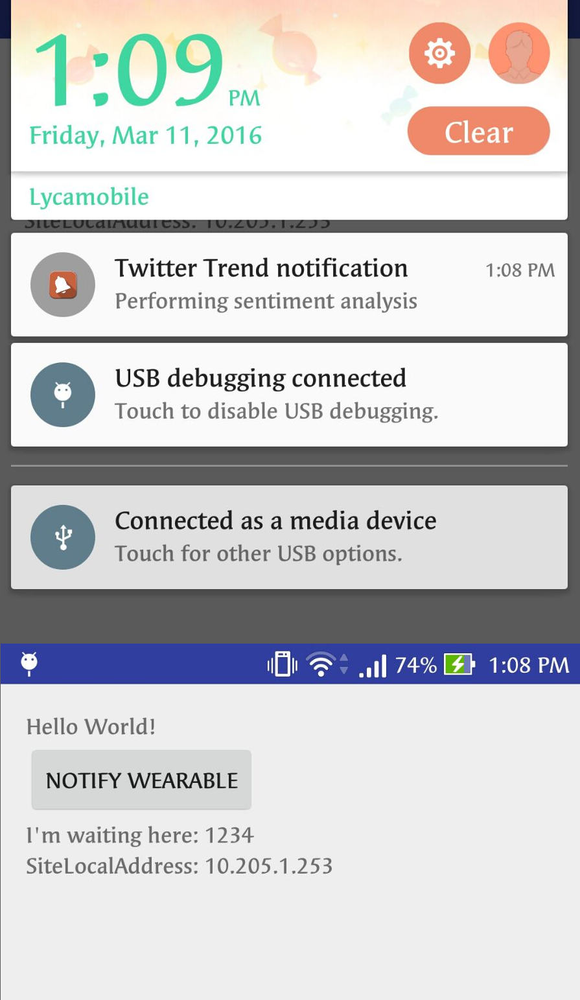 1:09 PM
Friday, Mar 11, 2016
Clear
Lycamobile
SiteLocalAddress: 10.205.1.253
Twitter Trend notification
1:08 PM
Performing sentiment analysis
USB debugging connected
Touch to disable USB debugging.
Connected as a media device
Touch for other USB options.
74% 1:08 PM
Hello World!
NOTIFY WEARABLE
I'm waiting here: 1234
SiteLocalAddress: 10.205.1.253